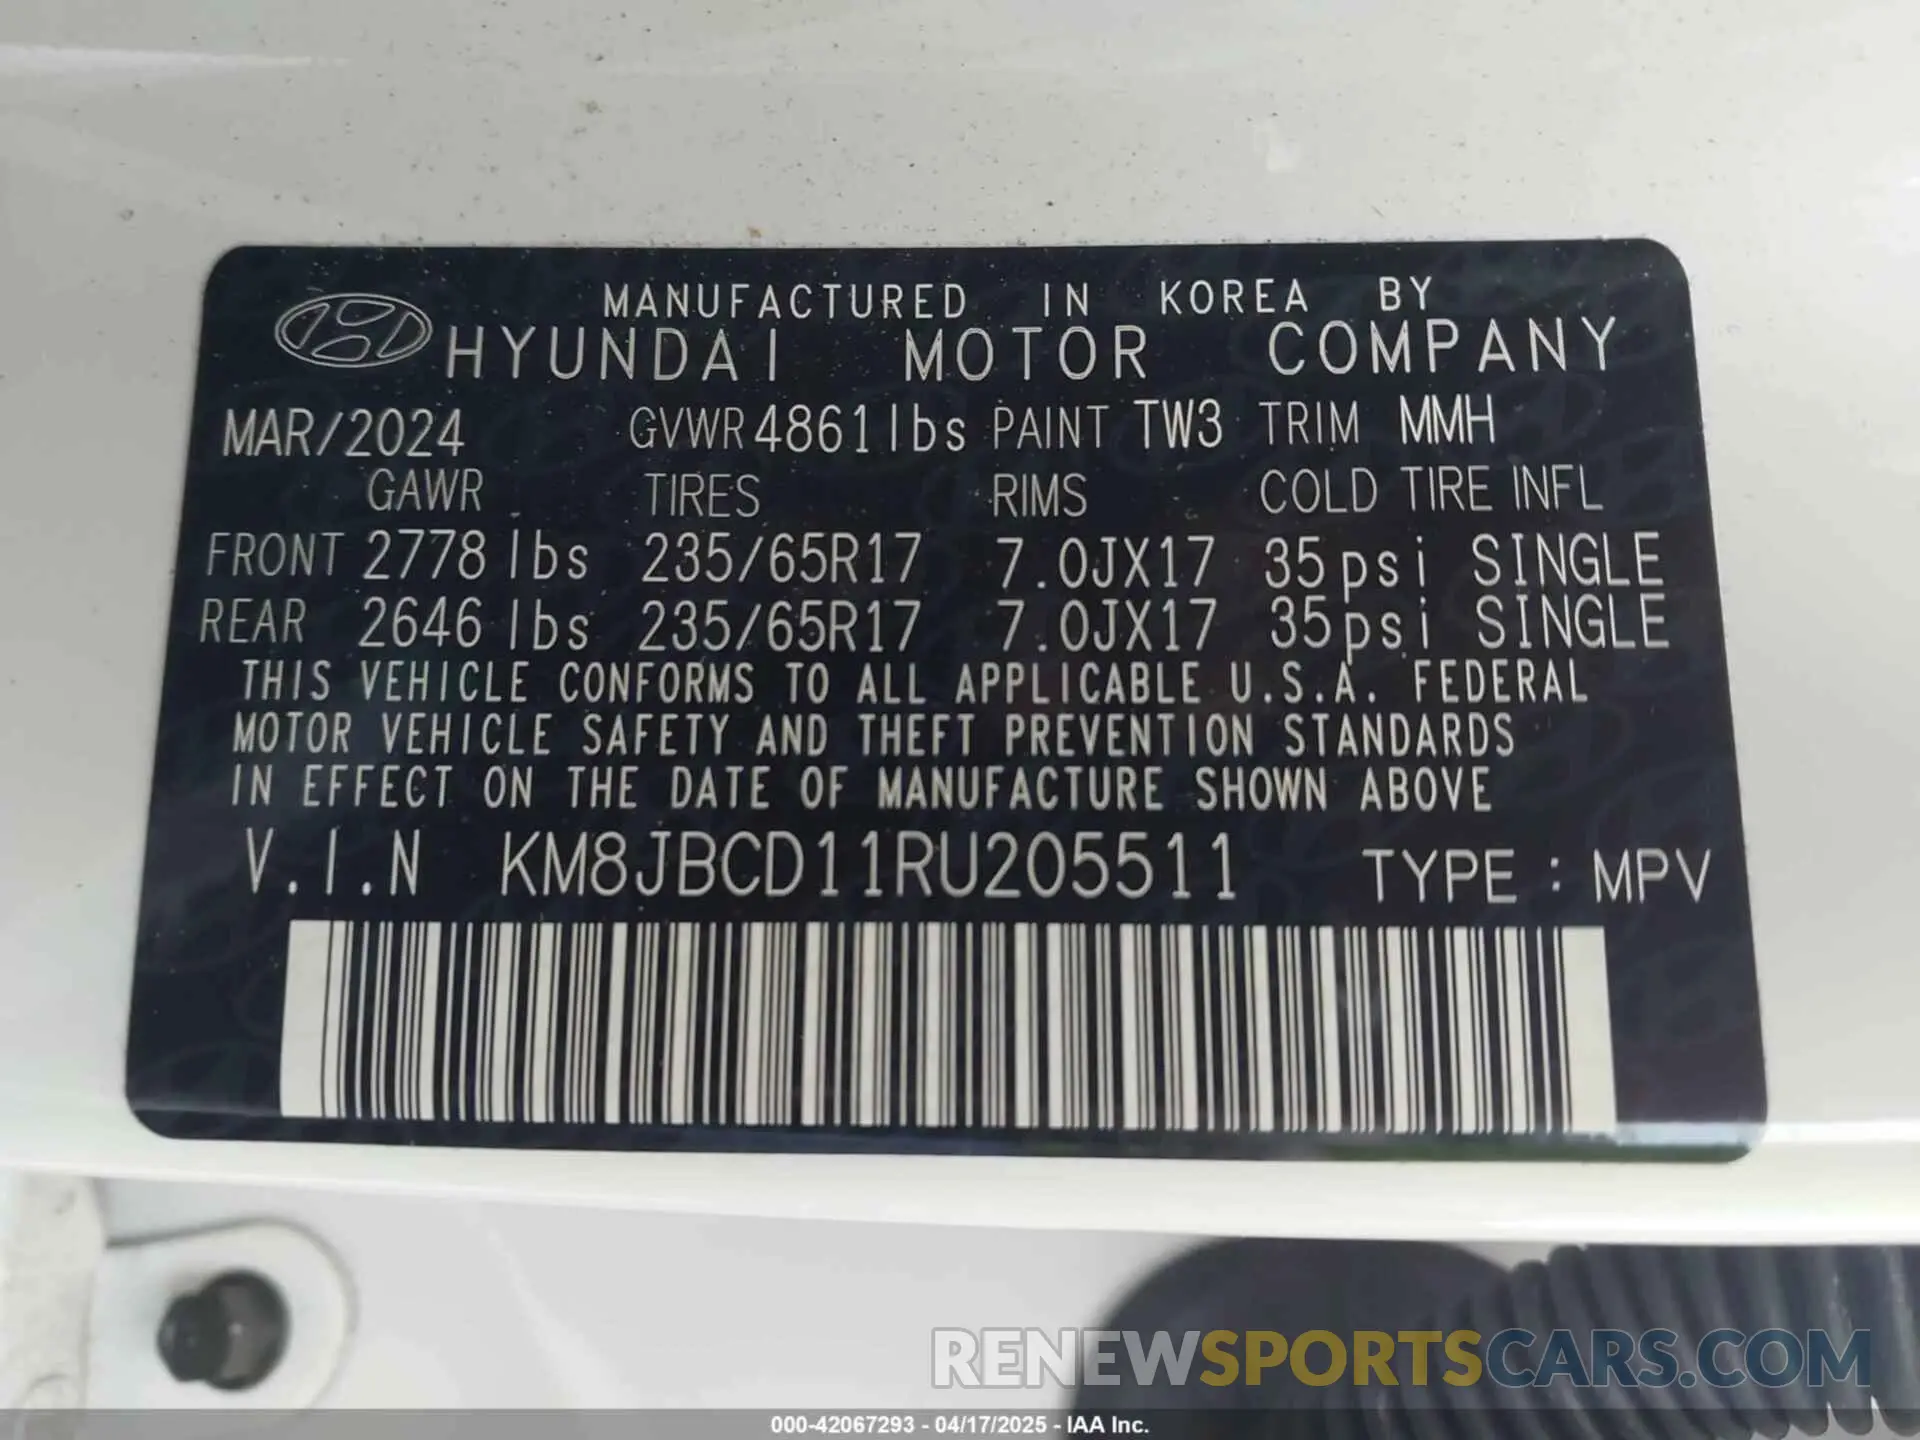 MANUFACTURED IN KOREA BY
HYUNDAI MOTOR COMPANY
MAR/2024 GVWR 4861lbs PAINT TW3 TRIM MMH
GAWR TIRES RIMS COLD TIRE INFL
FRONT 2778 lbs 235/65R17 7.0JX17 35psi SINGLE
REAR 2646 lbs 235/65R17 7.0JX17 35psi SINGLE
THIS VEHICLE CONFORMS TO ALL APPLICABLE U.S.A. FEDERAL
MOTOR VEHICLE SAFETY AND THEFT PREVENTION STANDARDS
IN EFFECT ON THE DATE OF MANUFACTURE SHOWN ABOVE
V.I.N KM8JBCD11RU205511 TYPE : MPV
RENEWSPORTSCARS.COM
000-42067293 - 04/17/2025 - IAA Inc.